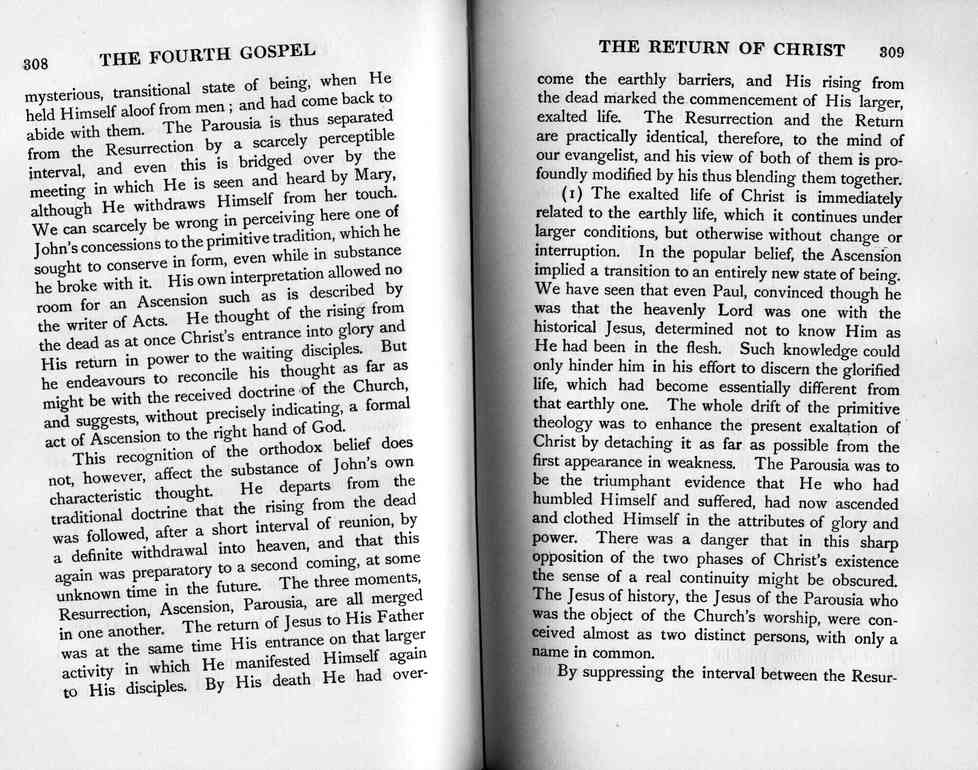 308 THE FOURTH GOSPEL
mysterious, transitional state of being, when He
held Himself aloof from men ; and had come back to
abide with them. The Parousia is thus separated
from the Resurrection by a scarcely perceptible
interval, and even this is bridged over by the
meeting in which He is seen and heard by Mary,
although He withdraws Himself from her touch.
We can scarcely be wrong in perceiving here one of
John's concessions to the primitive tradition, which he
sought to conserve in form, even while in substance
he broke with it. His own interpretation allowed no
room for an Ascension such as is described by
the writer of Acts. He thought of the rising from
the dead as at once Christ's entrance into glory and
His return in power to the waiting disciples. But
he endeavours to reconcile his thought as far as
might be with the received doctrine of the Church,
and suggests, without precisely indicating, a formal
act of Ascension to the right hand of God.
This recognition of the orthodox belief does
not, however, affect the substance of John's own
characteristic thought. He departs from the
traditional doctrine that the rising from the dead
was followed, after a short interval of reunion, by
a definite withdrawal into heaven, and that this
again was preparatory to a second coming, at some
unknown time in the future. The three moments,
Resurrection, Ascension, Parousia, are all merged
in one another. The return of Jesus to His Father
was at the same time His entrance on that larger
activity in which He manifested Himself again
to His disciples. By His death He had over-
THE RETURN OF CHRIST 309
come the earthly barriers, and His rising from
the dead marked the commencement of His larger,
exalted life. The Resurrection and the Return
are practically identical, therefore, to the mind of
our evangelist, and his view of both of them is pro-
foundly modified by his thus blending them together.
(1) The exalted life of Christ is immediately
related to the earthly life, which it continues under
larger conditions, but otherwise without change or
interruption. In the popular belief, the Ascension
implied a transition to an entirely new state of being.
We have seen that even Paul, convinced though he
was that the heavenly Lord was one with the
historical Jesus, determined not to know Him as
He had been in the flesh. Such knowledge could
only hinder him in his effort to discern the glorified
life, which had become essentially different from
that earthly one. The whole drift of the primitive
theology was to enhance the present exaltation of
Christ by detaching it as far as possible from the
first appearance in weakness. The Parousia was to
be the triumphant evidence that He who had
humbled Himself and suffered, had now ascended
and clothed Himself in the attributes of glory and
power. There was a danger that in this sharp
opposition of the two phases of Christ's existence
the sense of a real continuity might be obscured.
The Jesus of history, the Jesus of the Parousia who
was the object of the Church's worship, were con-
ceived almost as two distinct persons, with only a
name in common.
By suppressing the interval between the Resur-